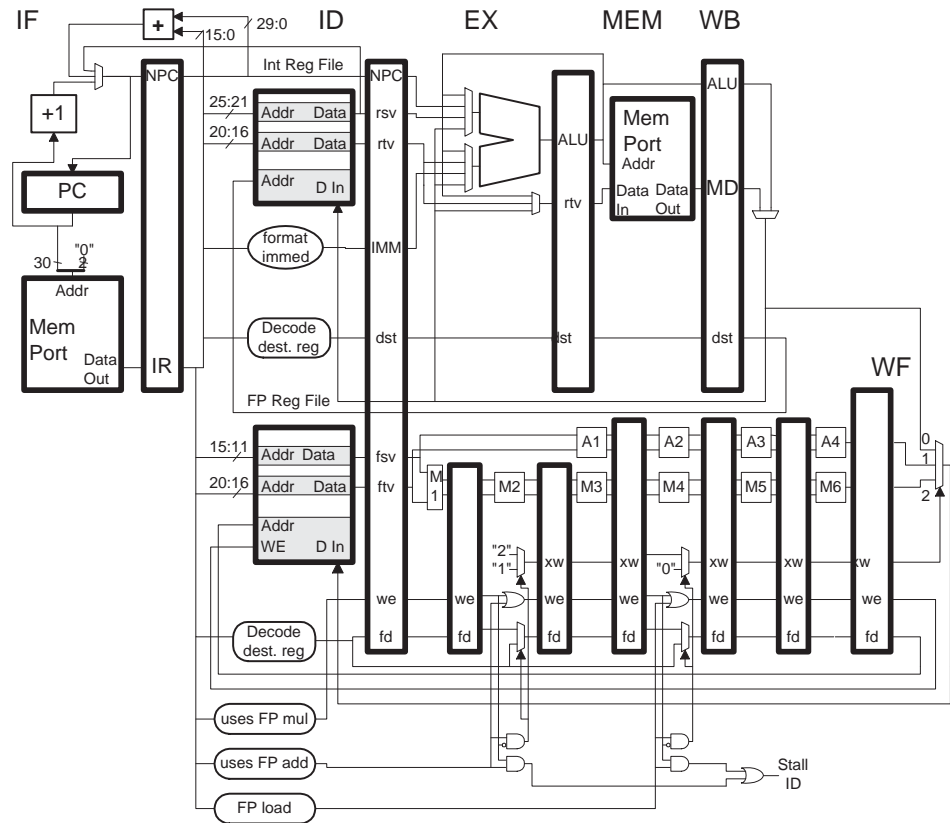 IF ID EX MEM WB
+
15:0
29:0
+1
NPC
Int Reg File
NPC
25:21
Addr Data
rsv
20:16
Addr Data
rtv
Addr
D In
PC
ALU
rtv
Mem
Port
Addr
Data
In
Data
Out
ALU
MD
format
immed
IMM
"0"
30 2
Addr
Mem
Port
Data
Out
IR
Decode
dest. reg
dst
dst
dst
WF
FP Reg File
15:11
Addr Data
fsv
20:16
Addr Data
ftv
Addr
WE D In
M
1
M2
A1 A2 A3 A4
M3 M4 M5 M6
0
1
2
"2"
"1"
xw
xw
"0"
xw
xw
xw
we we we we we we we
Decode
dest. reg
fd fd fd fd fd fd fd
uses FP mul
uses FP add
FP load
Stall
ID